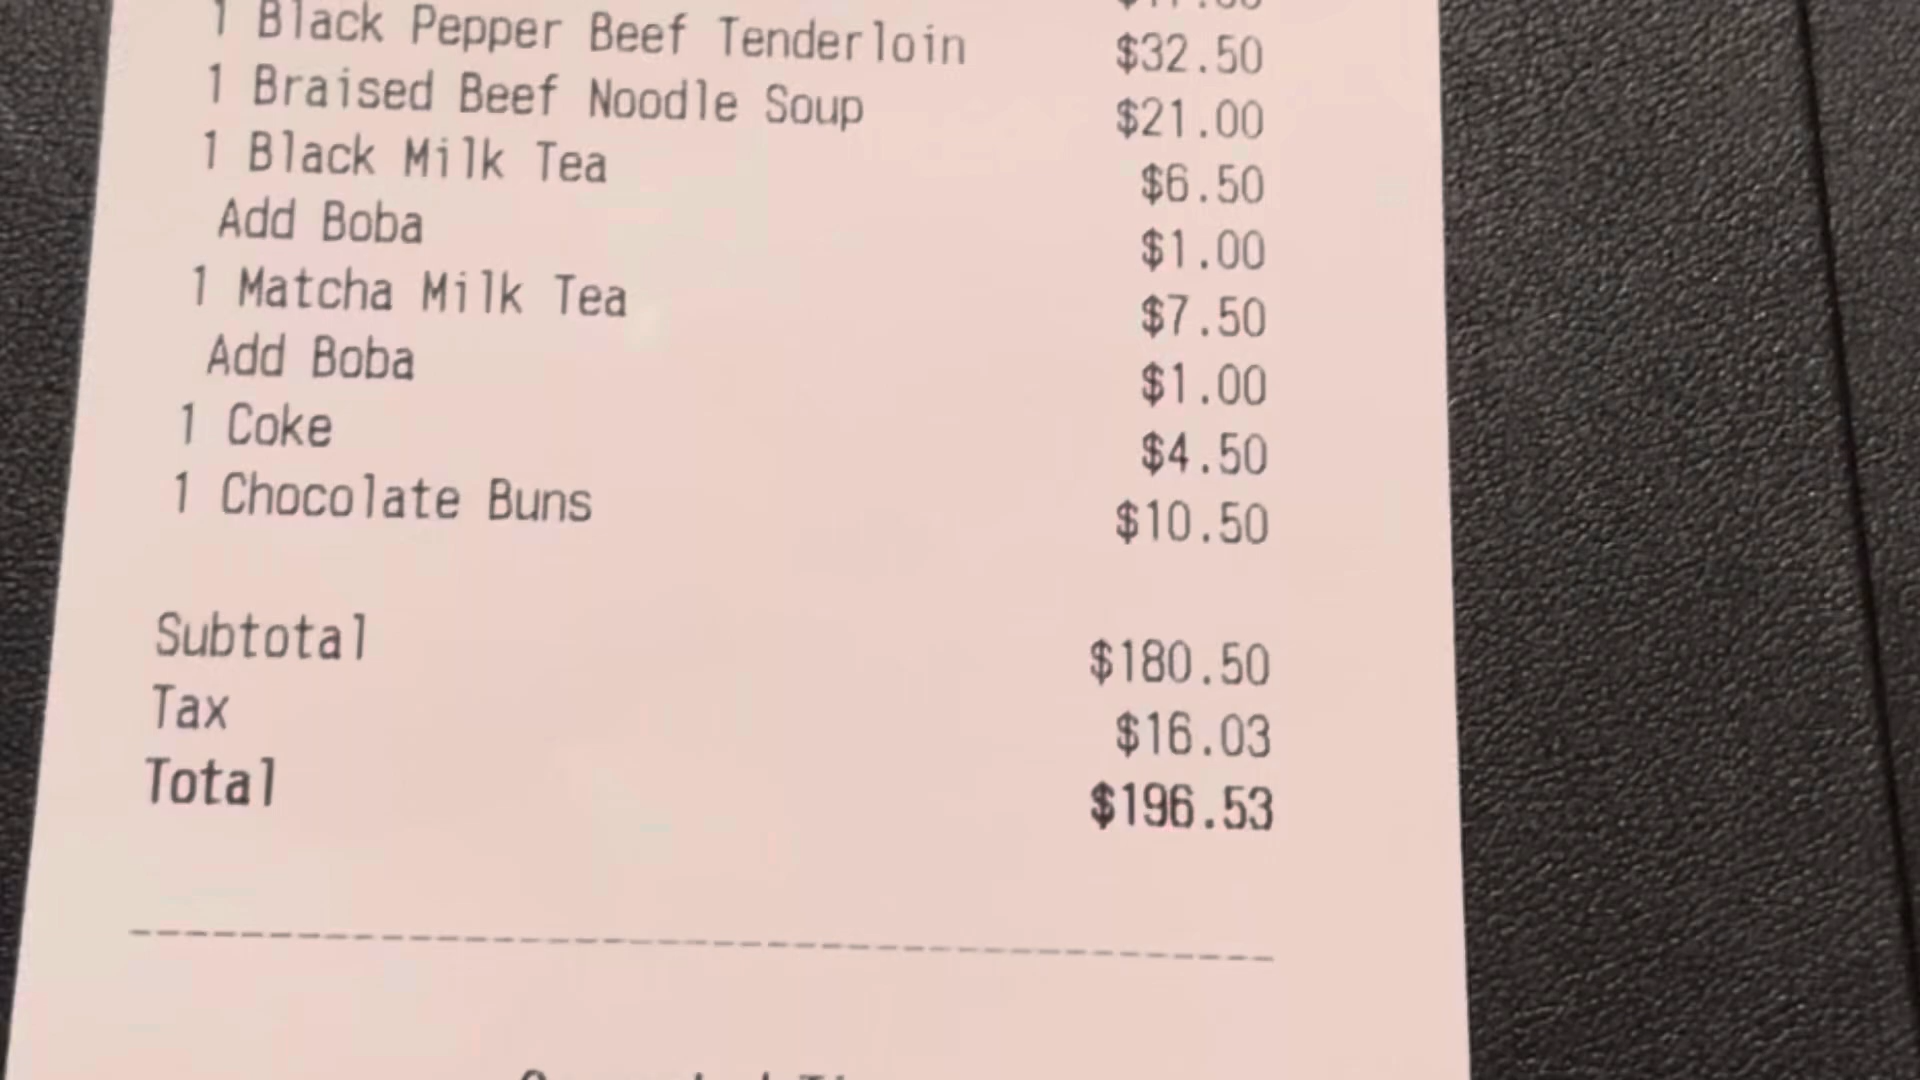 1 Black Pepper Beef Tenderloin $32.50
1 Braised Beef Noodle Soup $21.00
1 Black Milk Tea $6.50
Add Boba $1.00
1 Matcha Milk Tea $7.50
Add Boba $1.00
1 Coke $4.50
1 Chocolate Buns $10.50
Subtotal $180.50
Tax $16.03
Total $196.53